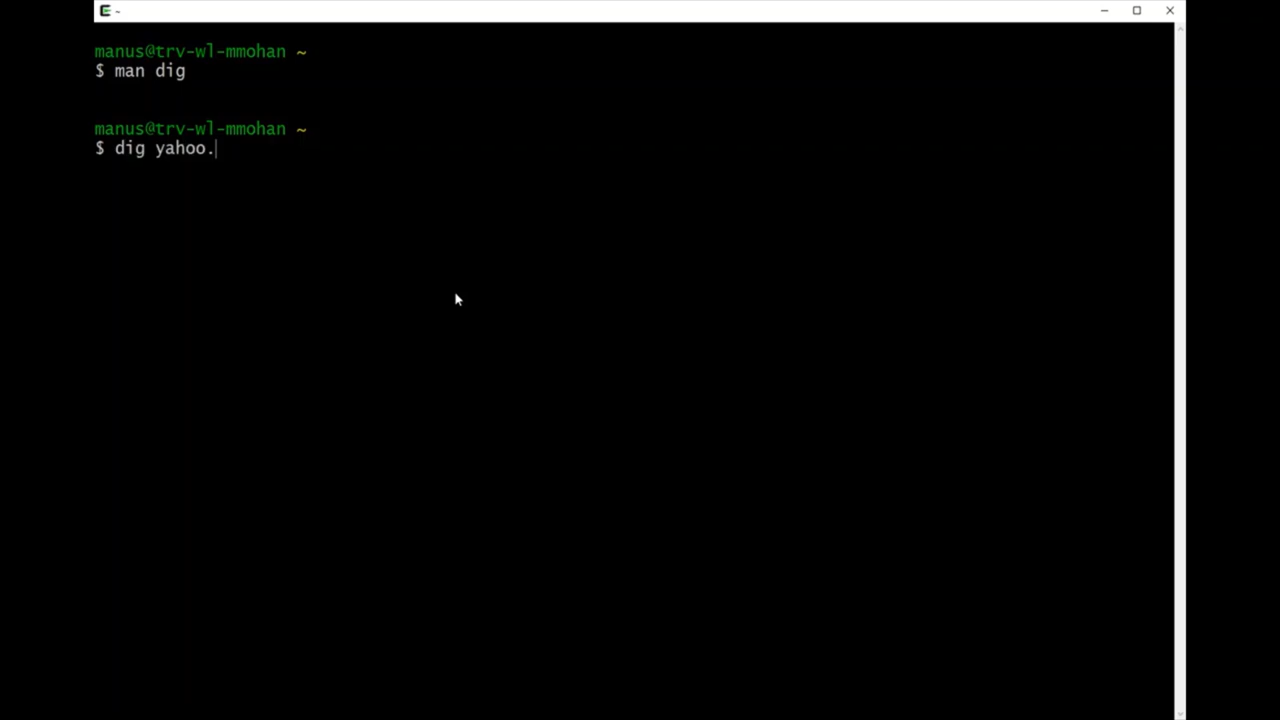 ~
manus@trv-wl-mmohan ~
$ man dig
manus@trv-wl-mmohan ~
$ dig yahoo.